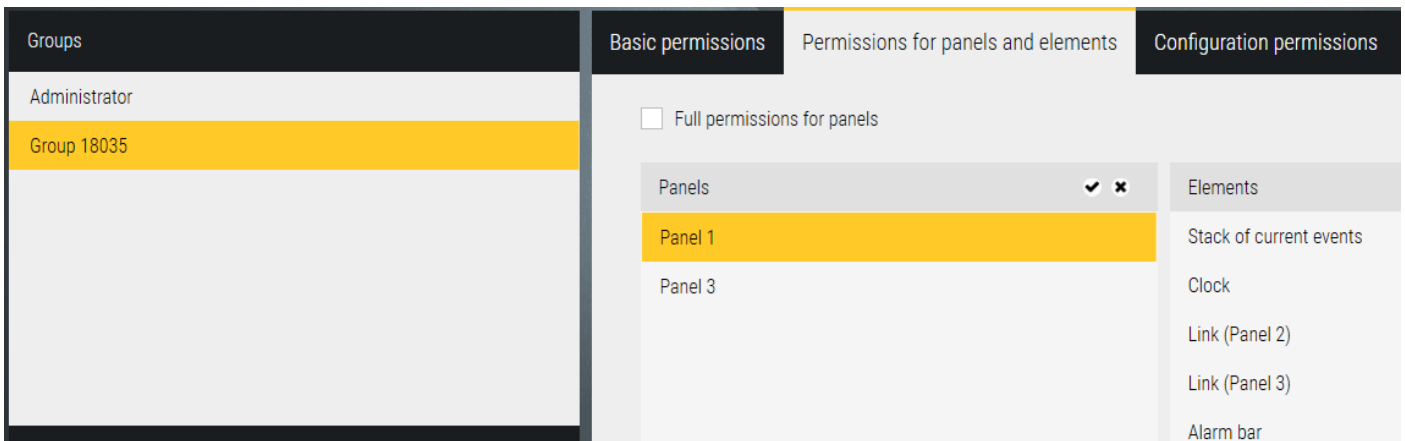 Groups
Administrator
Group 18035
Basic permissions
Permissions for panels and elements
Configuration permissions
Full permissions for panels
Panels
Panel 1
Panel 3
Elements
Stack of current events
Clock
Link (Panel 2)
Link (Panel 3)
Alarm bar